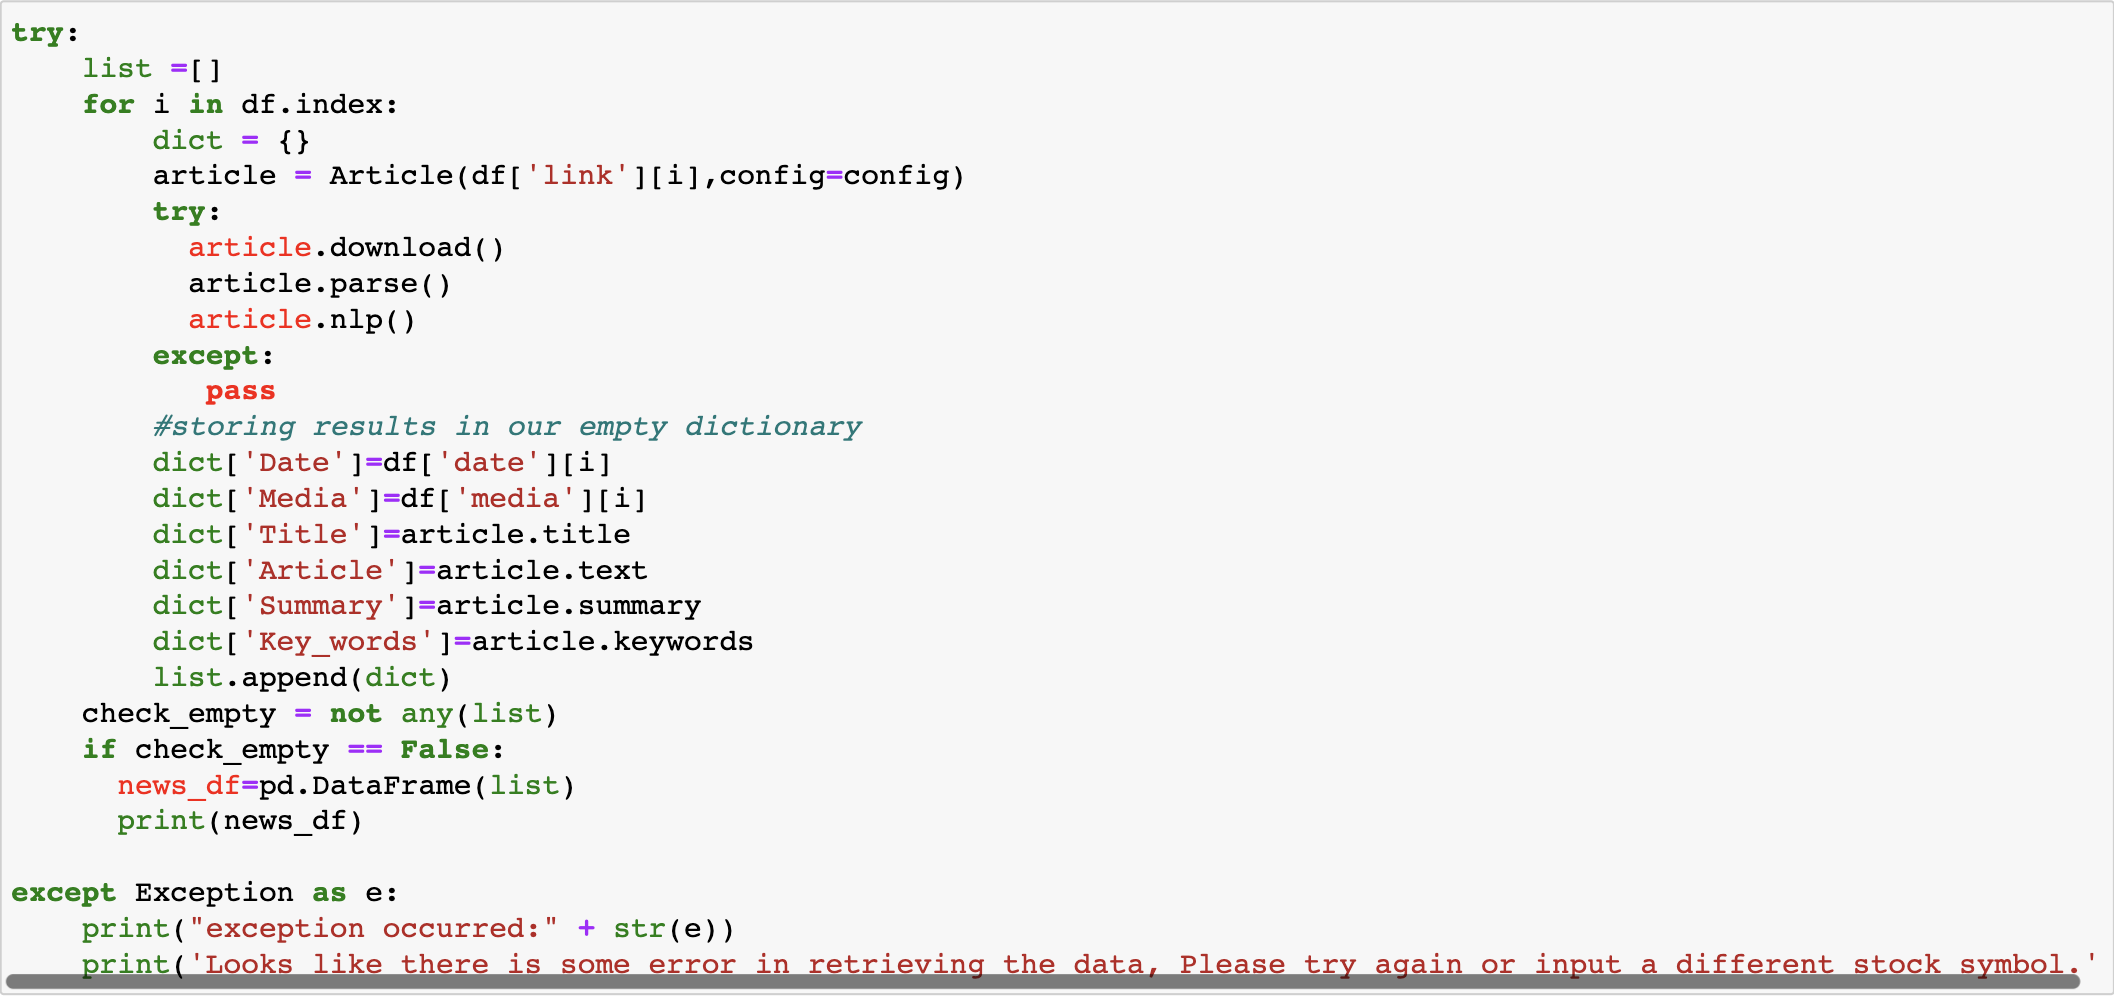 try:
    list =[]
    for i in df.index:
        dict = {}
        article = Article(df['link'][i],config=config)
        try:
          article.download()
          article.parse()
          article.nlp()
        except:
           pass
        #storing results in our empty dictionary
        dict['Date']=df['date'][i]
        dict['Media']=df['media'][i]
        dict['Title']=article.title
        dict['Article']=article.text
        dict['Summary']=article.summary
        dict['Key_words']=article.keywords
        list.append(dict)
    check_empty = not any(list)
    if check_empty == False:
      news_df=pd.DataFrame(list)
      print(news_df)

except Exception as e:
    print("exception occurred:" + str(e))
    print('Looks like there is some error in retrieving the data, Please try again or input a different stock symbol.'